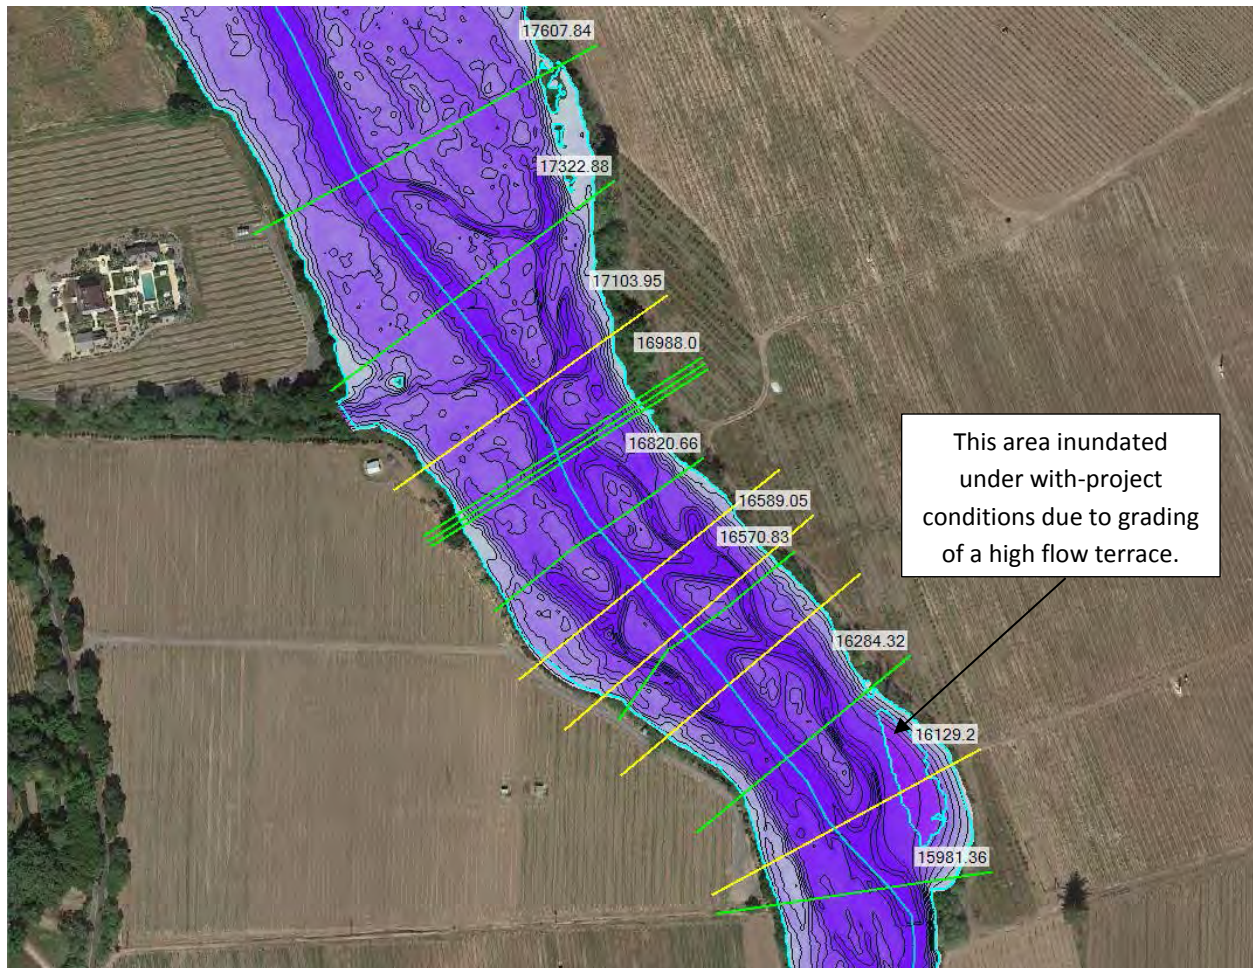 17607.84
17322.88
17103.95
16988.0
16820.66
This area inundated
under with-project
conditions due to grading
of a high flow terrace.
16589.05
16570.83
16284.32
16129.2
15981.36